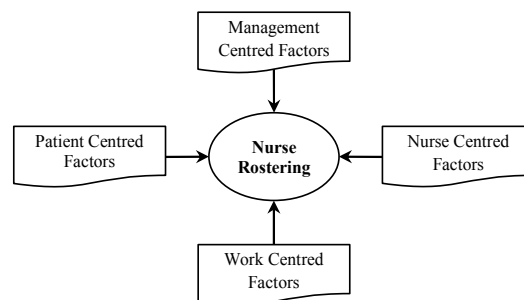 Management
Centred Factors
Patient Centred
Factors
Nurse
Rostering
Nurse Centred
Factors
Work Centred
Factors